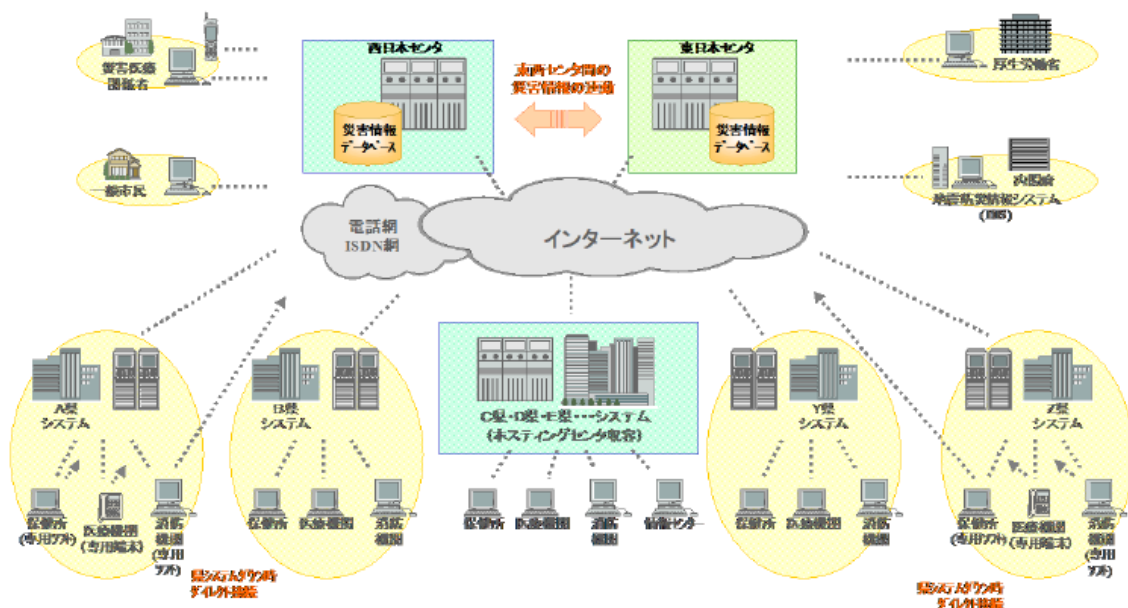 西日本センタ
東日本センタ
災害医療
関係者
東西センタ間の
災害情報の連動
厚生労働省
災害情報
データベース
災害情報
データベース
一般市民
内閣府
地震防災情報システム
(DIS)
電話網
ISDN網
インターネット
A県
システム
B県
システム
C県・D県・E県・・・システム
(ホスティングセンタ収容)
Y県
システム
Z県
システム
保健所
(専用ソフト)
医療機関
(専用端末)
消防
機関
(専用
ソフト)
保健所
医療機関
消防
機関
保健所
医療機関
消防
機関
情報センター
保健所
医療機関
消防
機関
保健所
(専用ソフト)
医療機関
(専用端末)
消防
機関
(専用
ソフト)
県システムダウン時
ダイレクト接続
県システムダウン時
ダイレクト接続